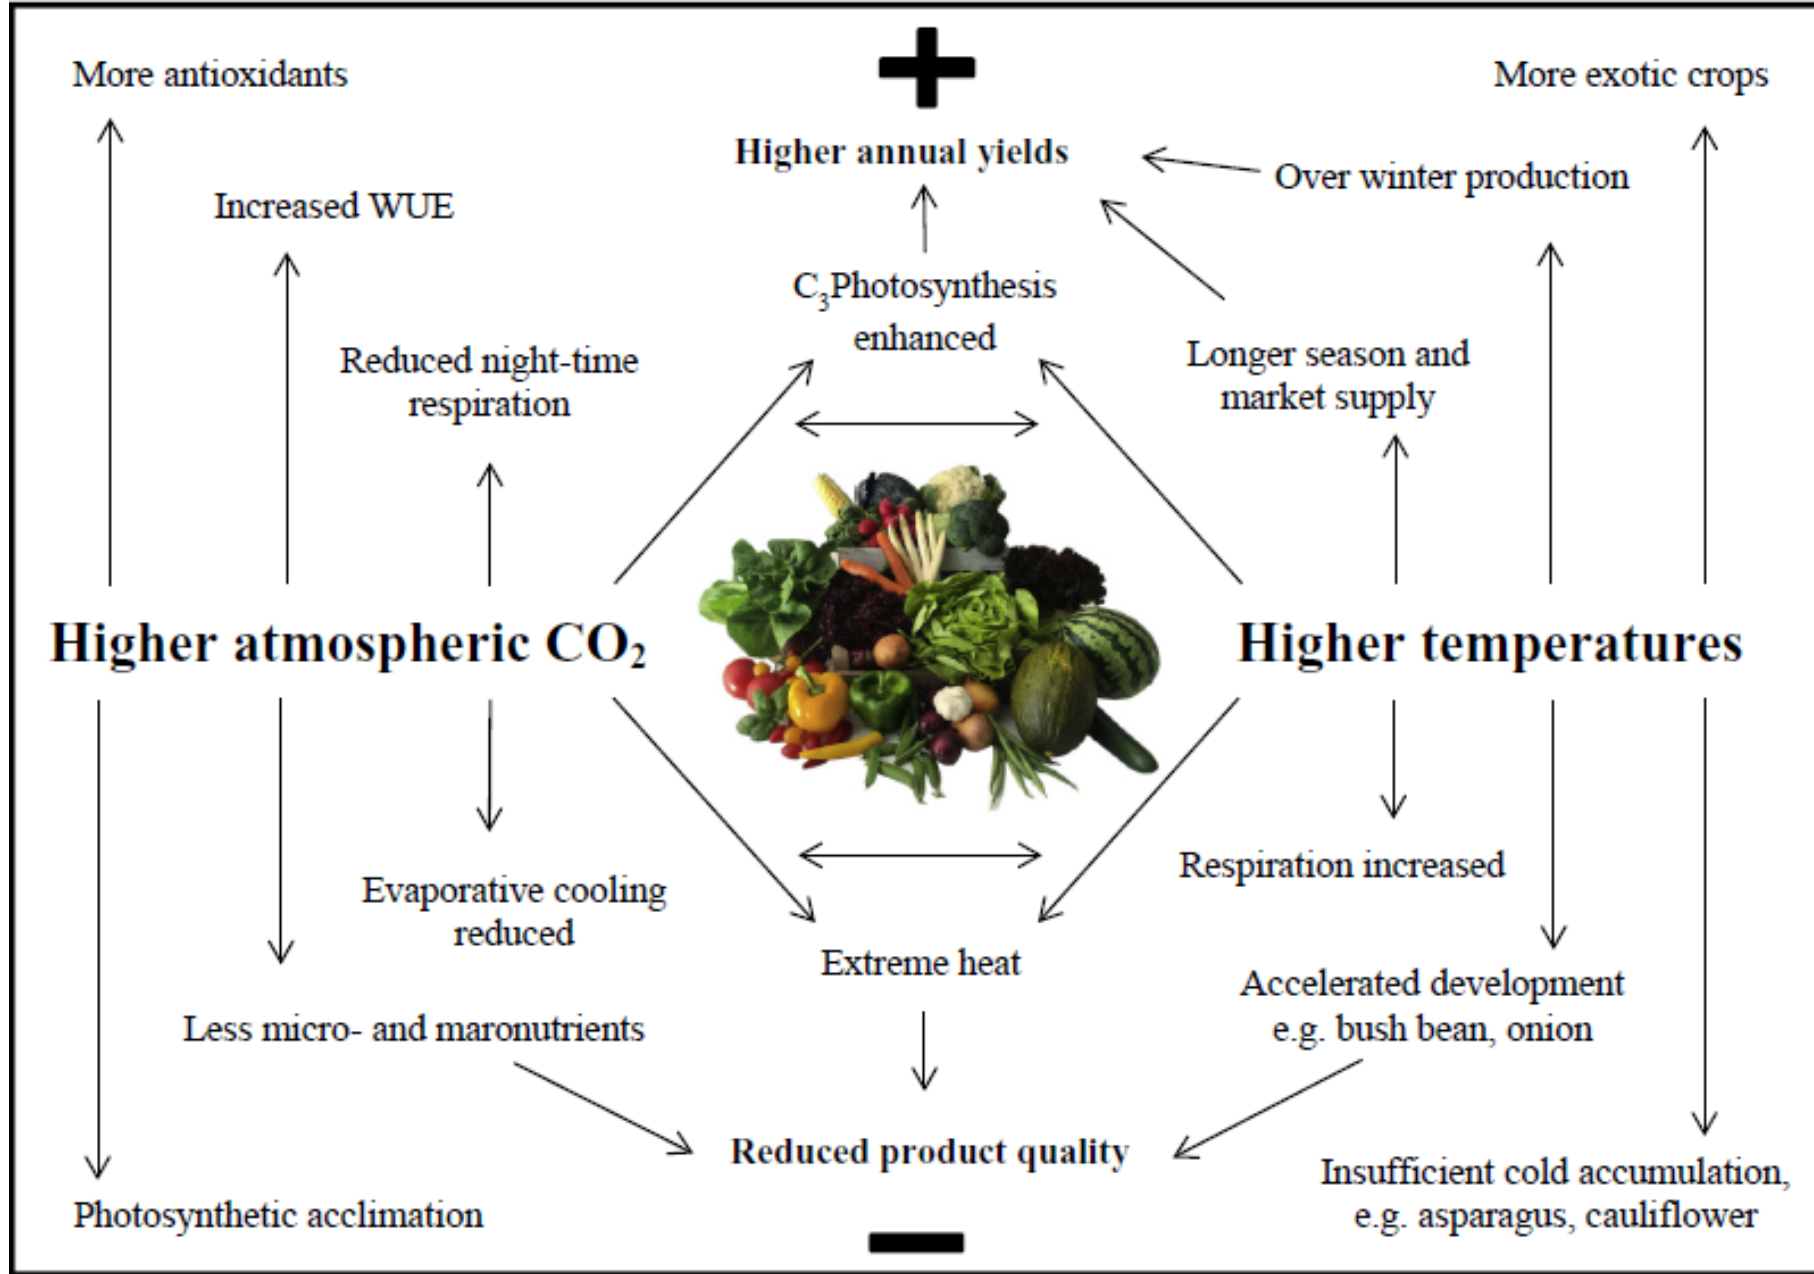 More antioxidants
More exotic crops
Higher annual yields
Over winter production
Increased WUE
C₃Photosynthesis
enhanced
Reduced night-time
respiration
Longer season and
market supply
Higher atmospheric CO₂
Higher temperatures
Evaporative cooling
reduced
Respiration increased
Extreme heat
Less micro- and maronutrients
Accelerated development
e.g. bush bean, onion
Reduced product quality
Photosynthetic acclimation
Insufficient cold accumulation,
e.g. asparagus, cauliflower